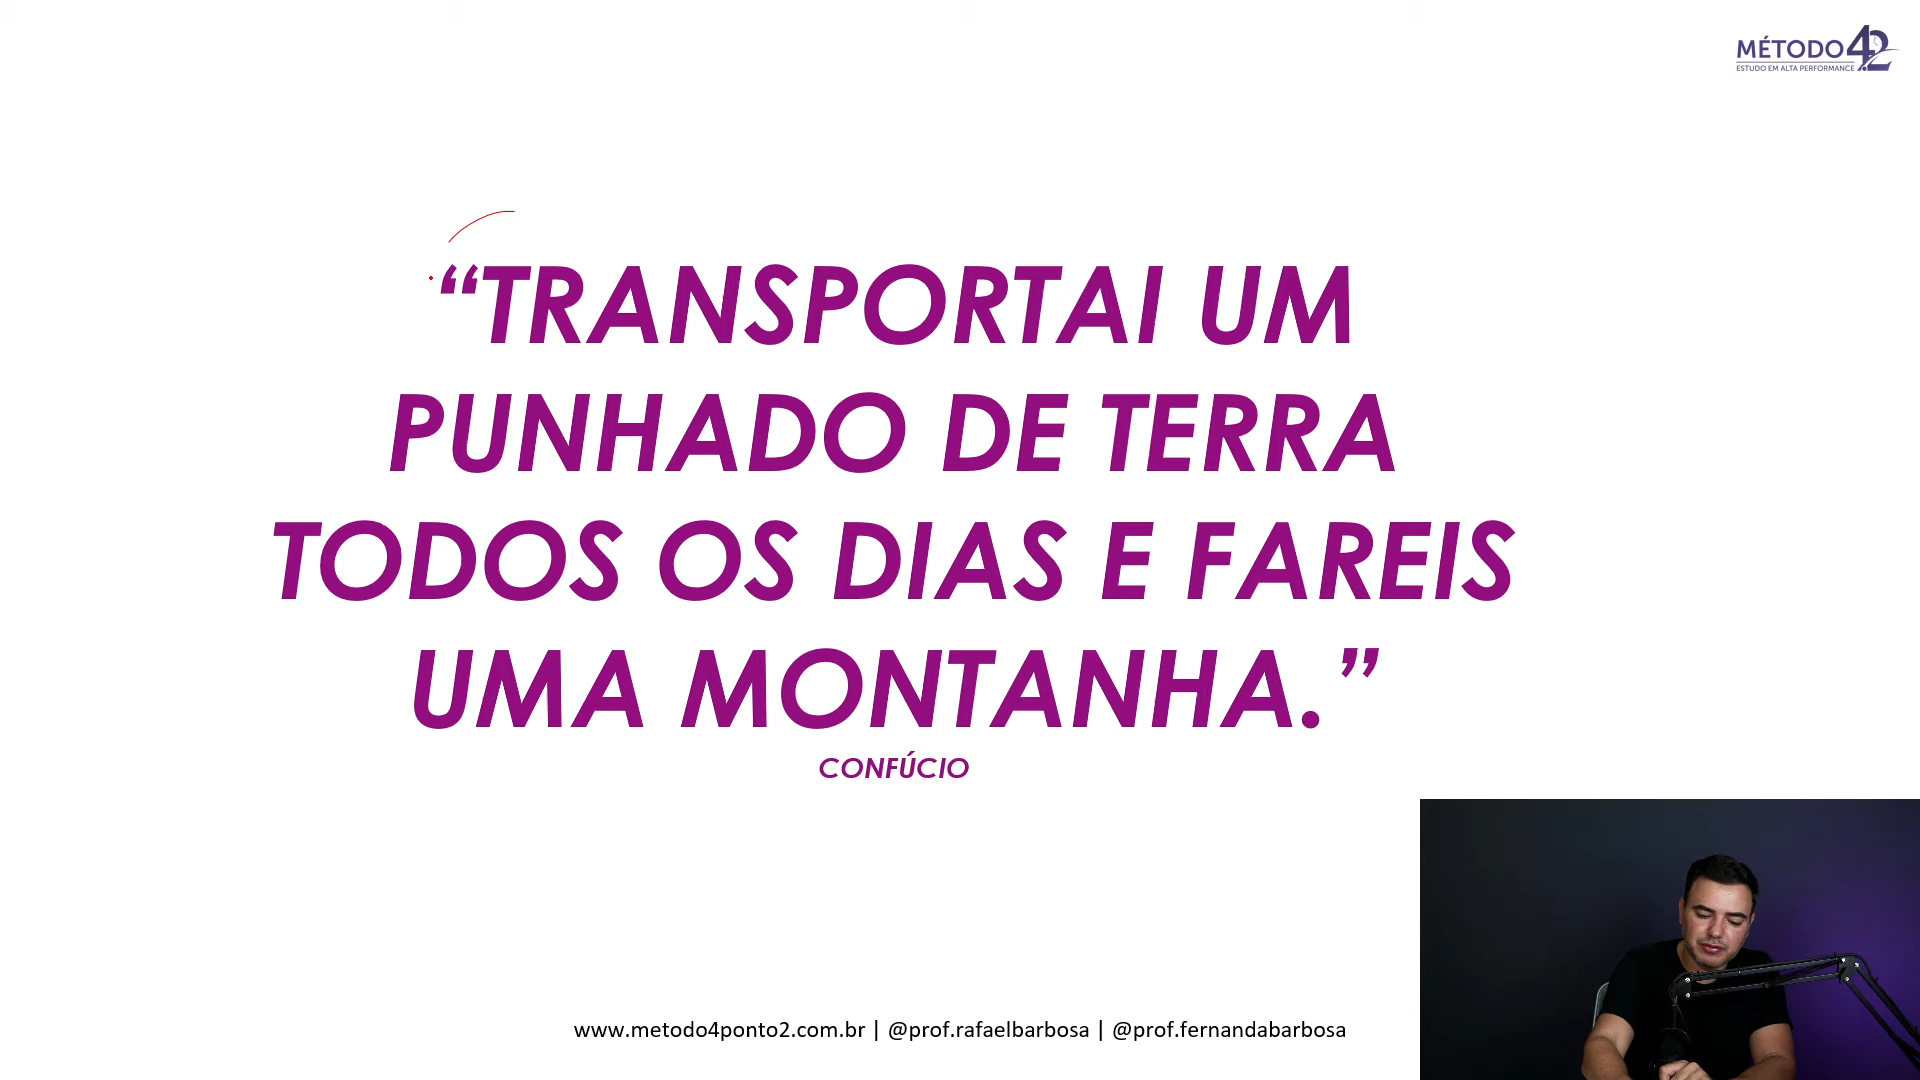 MÉTODO 4.2
ESTUDO EM ALTA PERFORMANCE
“TRANSPORTAI UM
PUNHADO DE TERRA
TODOS OS DIAS E FAREIS
UMA MONTANHA.”
CONFÚCIO
www.metodo4ponto2.com.br | @prof.rafaelbarbosa | @prof.fernandabarbosa